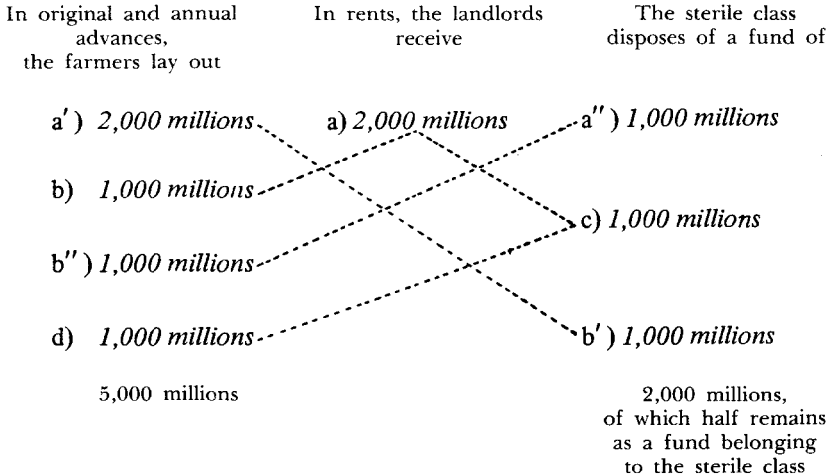 In original and annual
advances,
the farmers lay out
In rents, the landlords
receive
The sterile class
disposes of a fund of
a') 2,000 millions
a) 2,000 millions
a'') 1,000 millions
b) 1,000 millions
c) 1,000 millions
b'') 1,000 millions
d) 1,000 millions
b') 1,000 millions
5,000 millions
2,000 millions,
of which half remains
as a fund belonging
to the sterile class